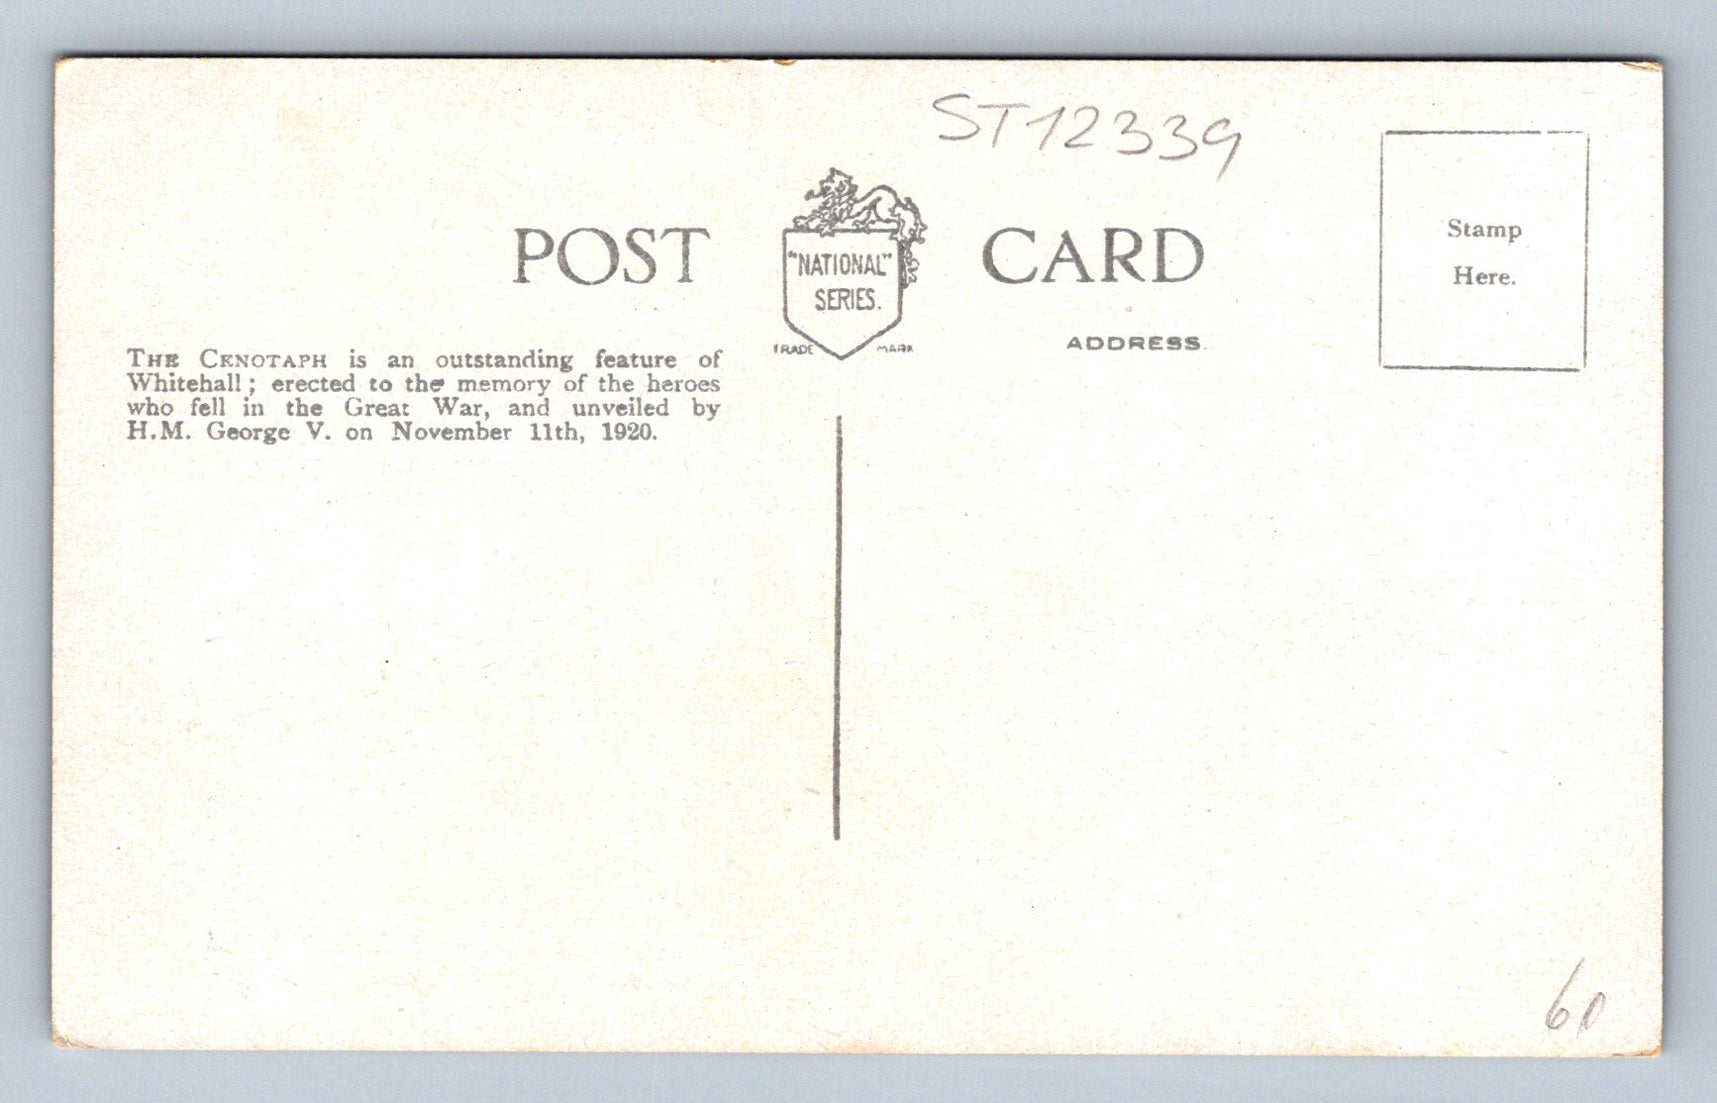 ST12339
POST CARD
"NATIONAL"
SERIES.
TRADE MARK
Stamp
Here.
ADDRESS.
THE CENOTAPH is an outstanding feature of
Whitehall; erected to the memory of the heroes
who fell in the Great War, and unveiled by
H.M. George V. on November 11th, 1920.
60